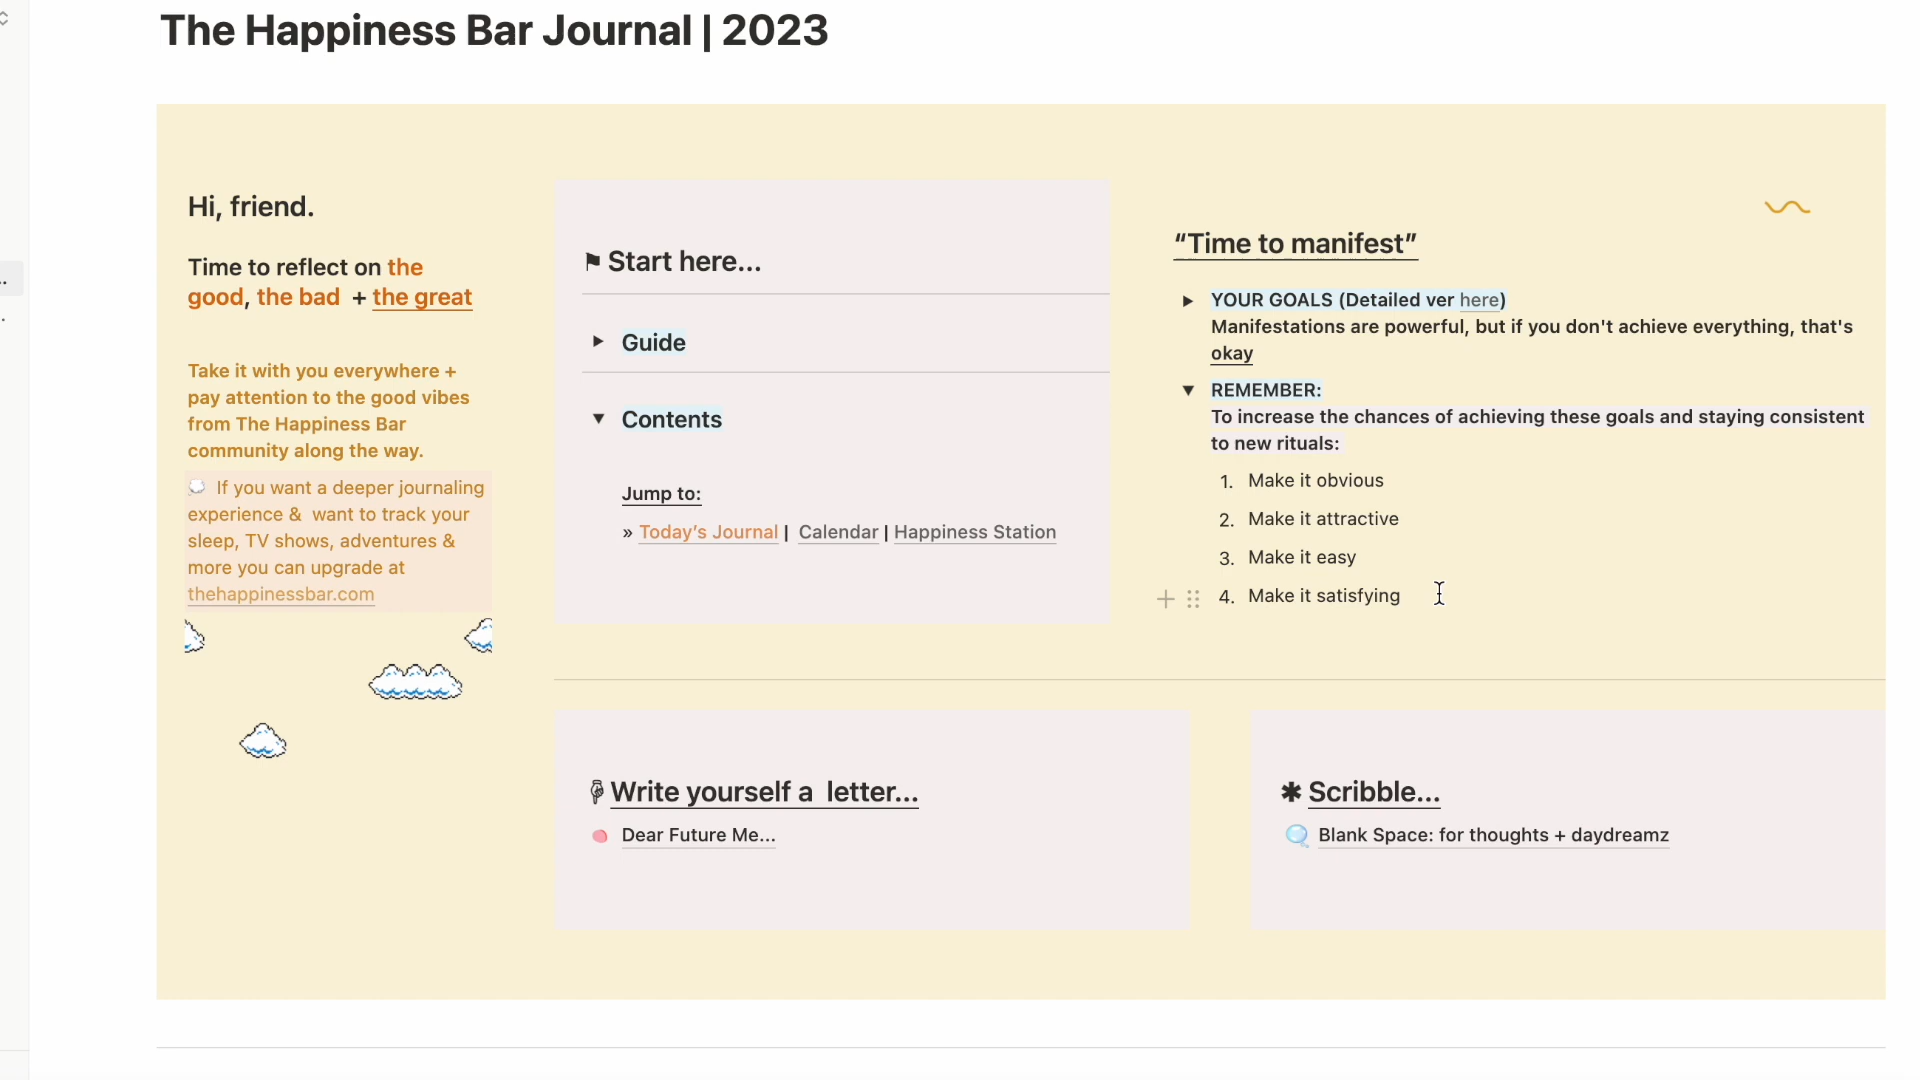 The Happiness Bar Journal | 2023
Hi, friend.
Time to reflect on the
good, the bad + the great
Take it with you everywhere +
pay attention to the good vibes
from The Happiness Bar
community along the way.
If you want a deeper journaling
experience & want to track your
sleep, TV shows, adventures &
more you can upgrade at
thehappinessbar.com
⚑ Start here...
Guide
Contents
Jump to:
» Today's Journal | Calendar | Happiness Station
“Time to manifest”
YOUR GOALS (Detailed ver here)
Manifestations are powerful, but if you don't achieve everything, that's
okay
REMEMBER:
To increase the chances of achieving these goals and staying consistent
to new rituals:
1. Make it obvious
2. Make it attractive
3. Make it easy
4. Make it satisfying
Write yourself a letter...
Dear Future Me...
✱ Scribble...
Blank Space: for thoughts + daydreamz